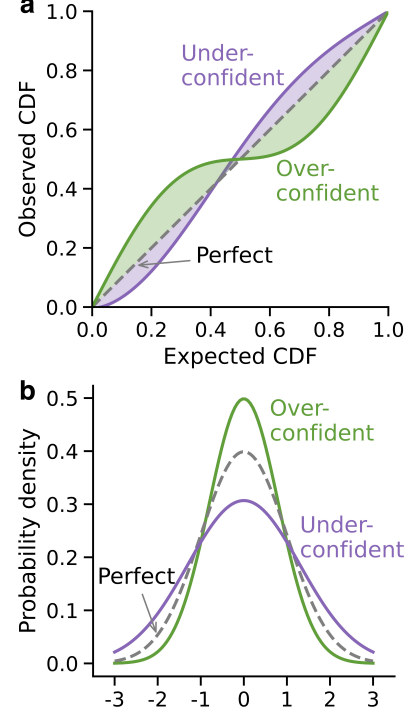 a
1.0
0.8
0.6
0.4
0.2
0.0
Observed CDF
Under-
confident
Over-
confident
Perfect
0.0 0.2 0.4 0.6 0.8 1.0
Expected CDF
b
0.5
0.4
0.3
0.2
0.1
0.0
Probability density
Over-
confident
Under-
confident
Perfect
-3 -2 -1 0 1 2 3